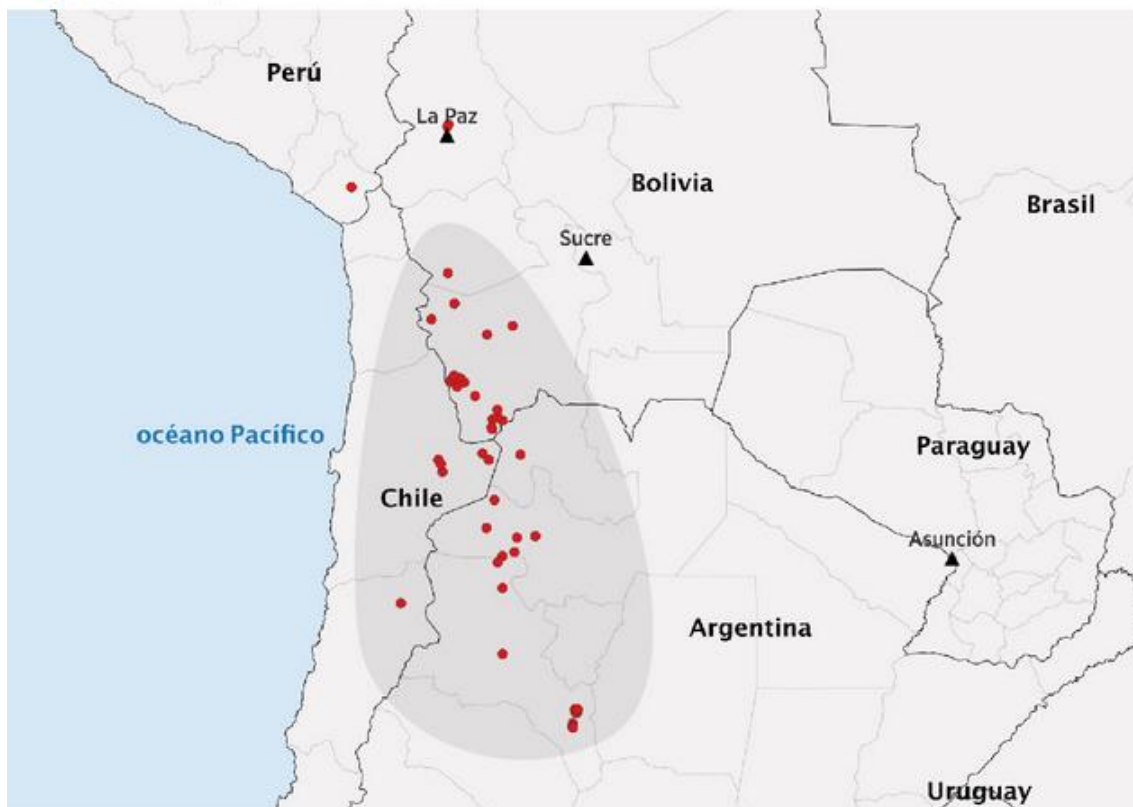 Perú
La Paz
Bolivia
Brasil
Sucre
océano Pacífico
Paraguay
Chile
Asunción
Argentina
Uruguay